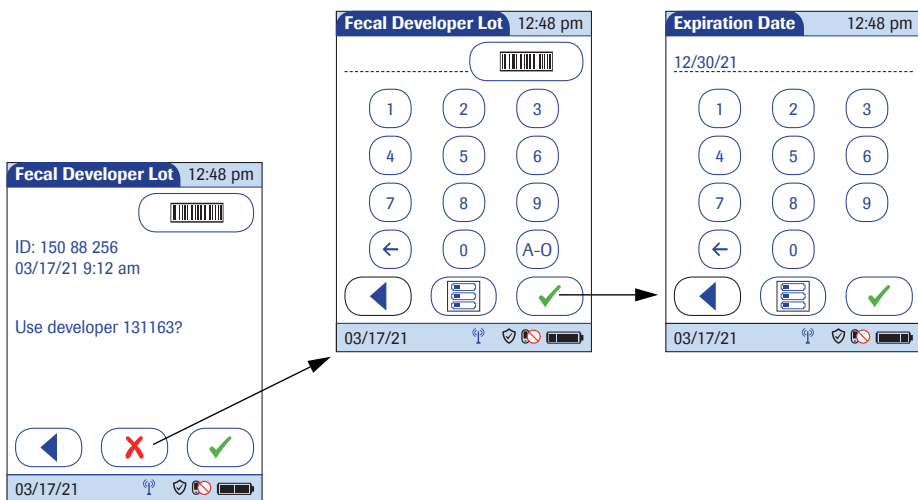 Fecal Developer Lot 12:48 pm
ID: 150 88 256
03/17/21 9:12 am
Use developer 131163?
03/17/21
Fecal Developer Lot 12:48 pm
1 2 3
4 5 6
7 8 9
0 A-O
03/17/21
Expiration Date 12:48 pm
12/30/21
1 2 3
4 5 6
7 8 9
0
03/17/21